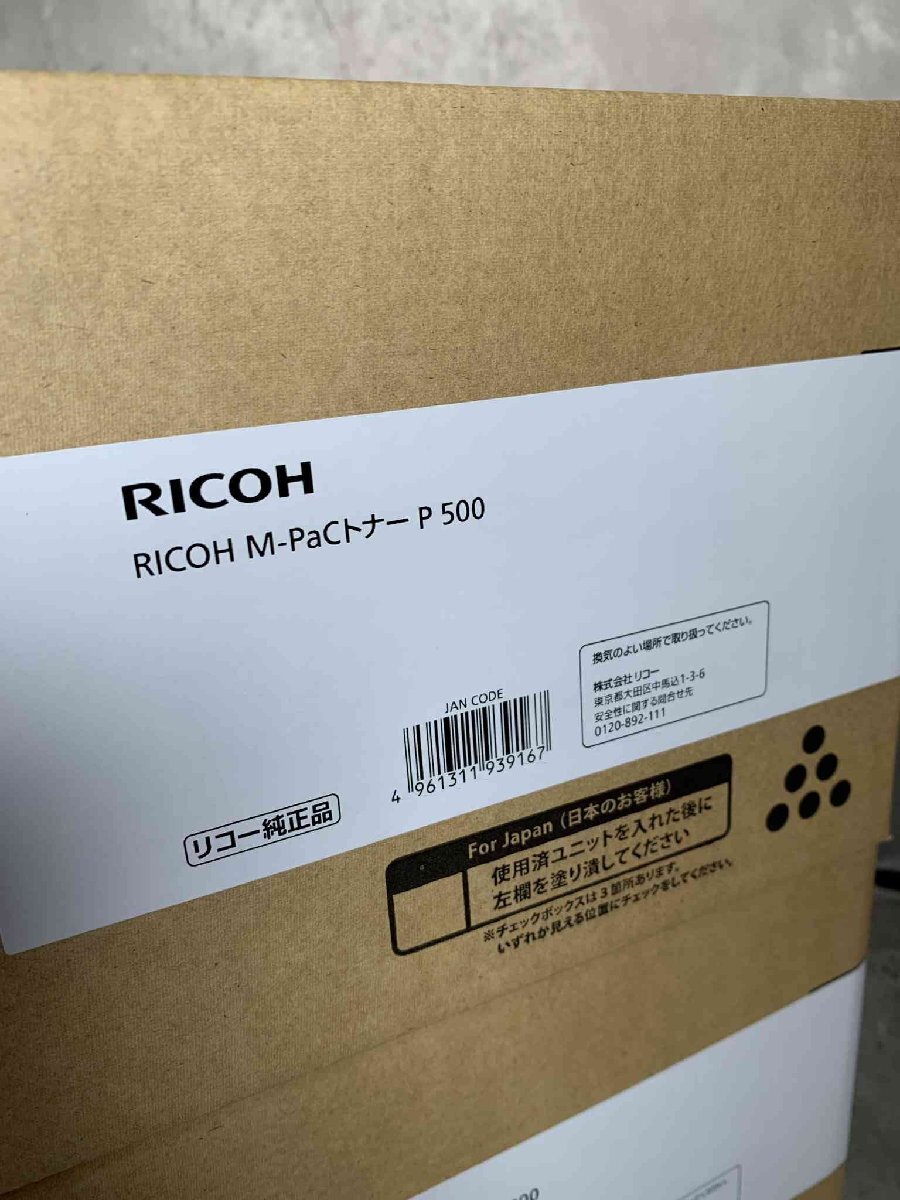 RICOH
RICOH M-PaCトナー P 500
換気のよい場所で取り扱ってください。
株式会社リコー
東京都大田区中馬込1-3-6
安全性に関する問合せ先
0120-892-111
JAN CODE
4 961311 939167
リコー純正品
For Japan (日本のお客様)
使用済ユニットを入れた後に
左欄を塗り潰してください
※チェックボックスは3箇所あります。
いずれか見える位置にチェックをしてください。